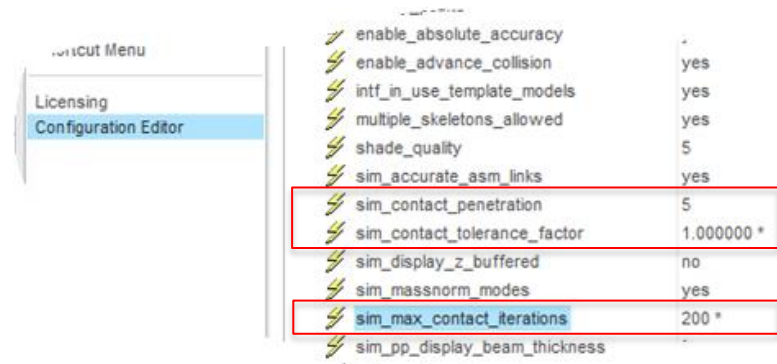 Menu
Licensing
Configuration Editor
enable_absolute_accuracy
enable_advance_collision yes
intf_in_use_template_models yes
multiple_skeletons_allowed yes
shade_quality 5
sim_accurate_asm_links yes
sim_contact_penetration 5
sim_contact_tolerance_factor 1.000000 *
sim_display_z_buffered no
sim_massnorm_modes yes
sim_max_contact_iterations 200 *
sim_pp_display_beam_thickness